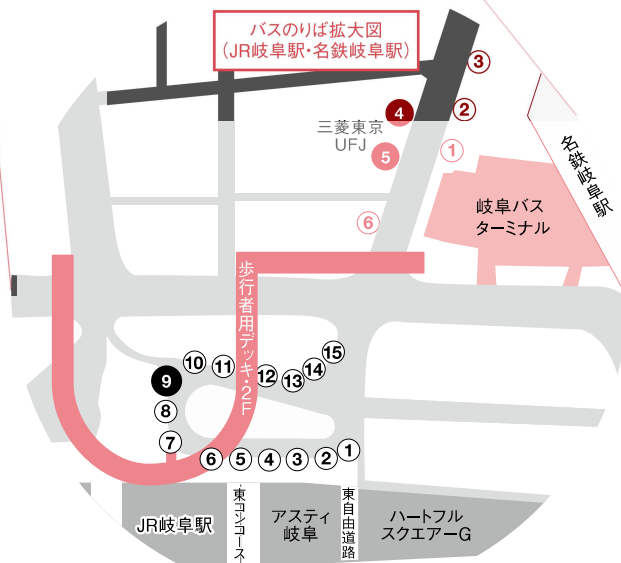 バスのりば拡大図
(JR岐阜駅・名鉄岐阜駅)
3
2
4
三菱東京
UFJ
5
1
名鉄岐阜駅
岐阜バス
ターミナル
6
歩行者用デッキ・2F
15
14
13
12
11
10
9
8
7
6
5
4
3
2
1
JR岐阜駅
東コンコース
アスティ
岐阜
東自由道路
ハートフル
スクエアーG